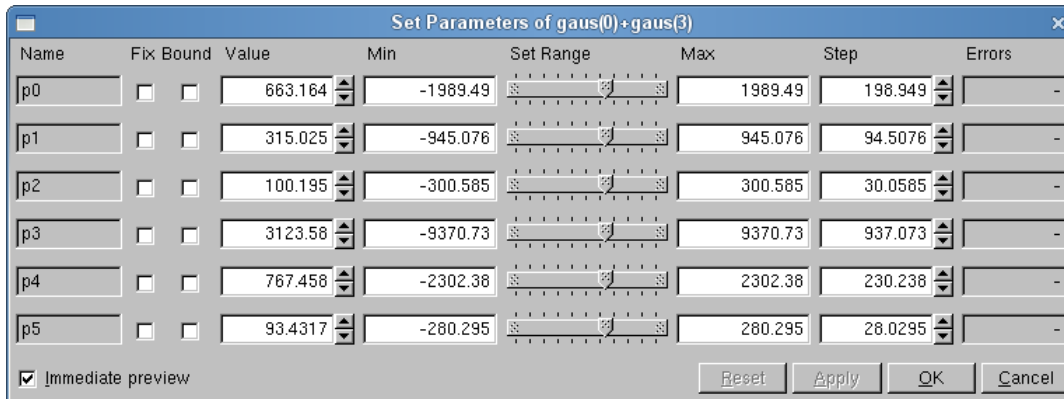 Set Parameters of gaus(0)+gaus(3)
Name Fix Bound Value Min Set Range Max Step Errors
p0 663.164 -1989.49 1989.49 198.949 -
p1 315.025 -945.076 945.076 94.5076 -
p2 100.195 -300.585 300.585 30.0585 -
p3 3123.58 -9370.73 9370.73 937.073 -
p4 767.458 -2302.38 2302.38 230.238 -
p5 93.4317 -280.295 280.295 28.0295 -
Immediate preview Reset Apply OK Cancel